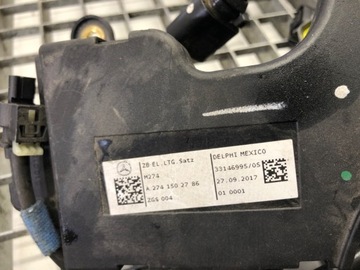 28 EL.LTG.Satz
M274
A 274 150 27 86
ZGS 004
DELPHI MEXICO
33146995/05
27.09.2017
01 0001